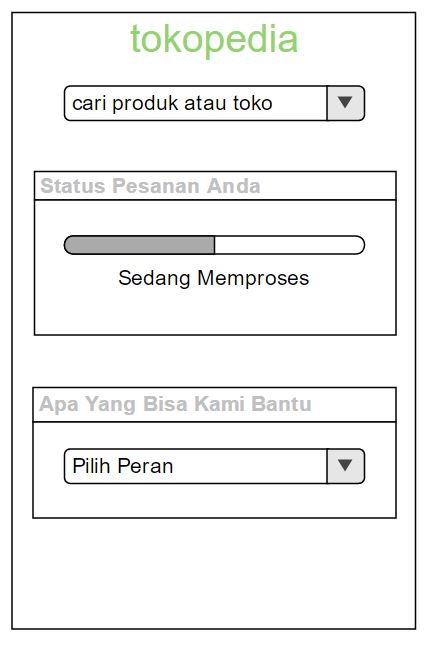 tokopedia
cari produk atau toko
Status Pesanan Anda
Sedang Memproses
Apa Yang Bisa Kami Bantu
Pilih Peran